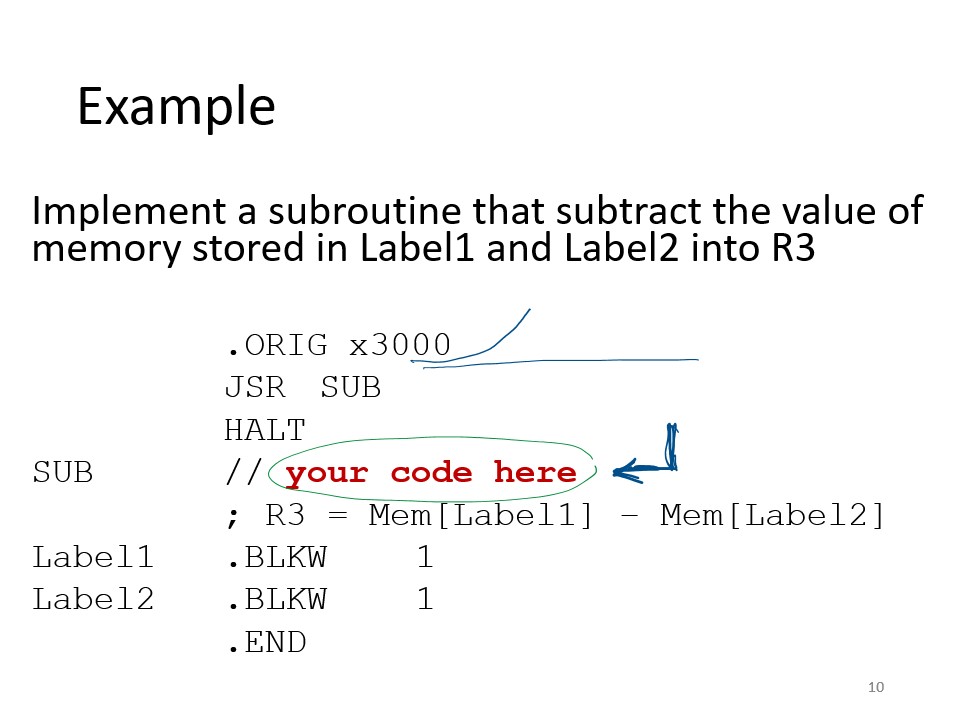 Example
Implement a subroutine that subtract the value of
memory stored in Label1 and Label2 into R3
.ORIG x3000
JSR SUB
HALT
SUB // your code here
; R3 = Mem[Label1] – Mem[Label2]
Label1 .BLKW 1
Label2 .BLKW 1
.END
10